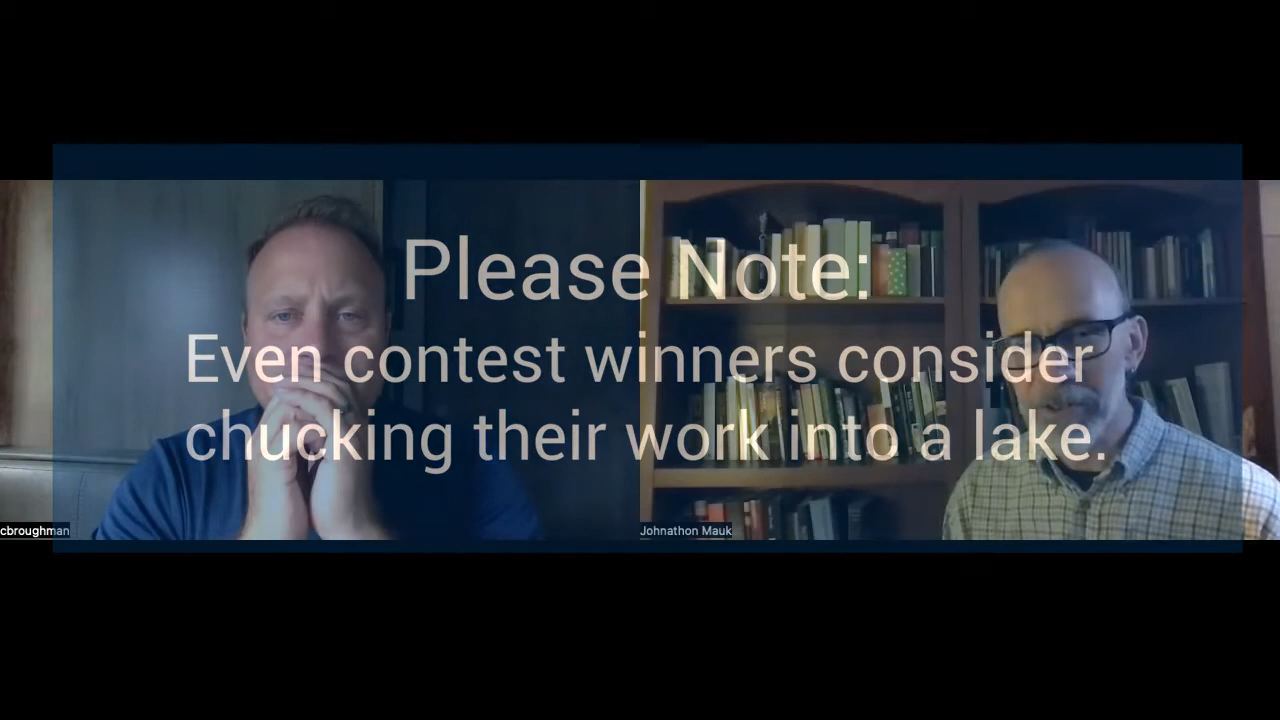 Please Note:
Even contest winners consider
chucking their work into a lake.
cbroughman
Johnathon Mauk